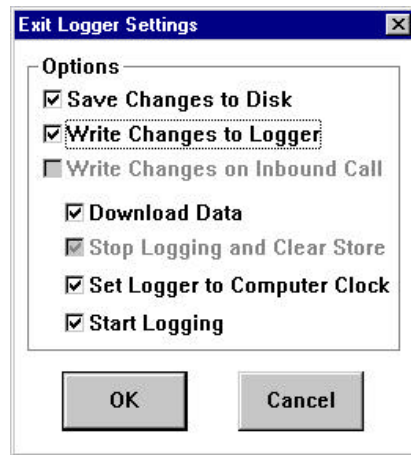 Exit Logger Settings
Options
Save Changes to Disk
Write Changes to Logger
Write Changes on Inbound Call
Download Data
Stop Logging and Clear Store
Set Logger to Computer Clock
Start Logging
OK Cancel